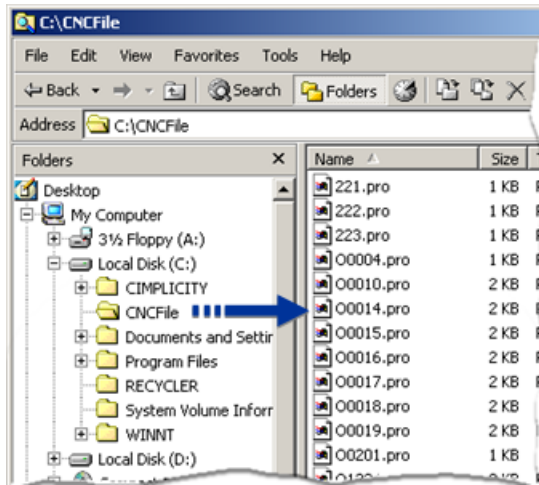 C:\CNCFile
File Edit View Favorites Tools Help
Back Search Folders
Address C:\CNCFile
Folders
Desktop
My Computer
3½ Floppy (A:)
Local Disk (C:)
CIMPLICITY
CNCFile
Documents and Settir
Program Files
RECYCLER
System Volume Inforr
WINNT
Local Disk (D:)
Name Size
221.pro 1 KB
222.pro 1 KB
223.pro 1 KB
O0004.pro 1 KB
O0010.pro 2 KB
O0014.pro 2 KB
O0015.pro 2 KB
O0016.pro 2 KB
O0017.pro 2 KB
O0018.pro 2 KB
O0019.pro 2 KB
O0201.pro 1 KB